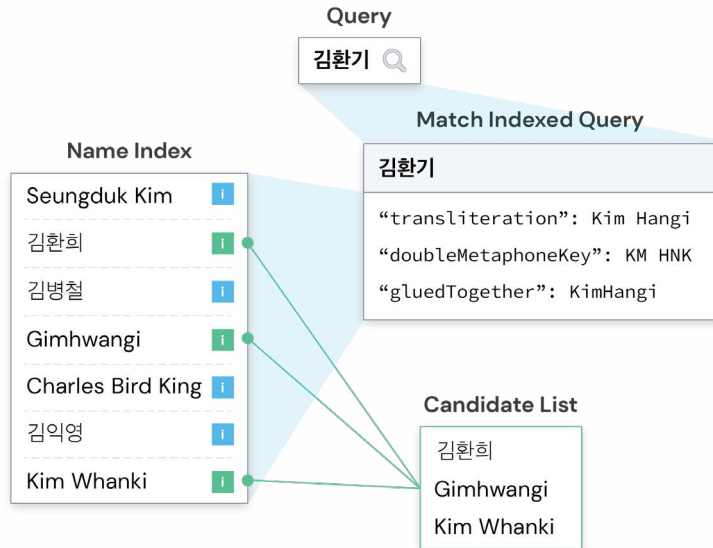 Query
김환기
Match Indexed Query
김환기
“transliteration”: Kim Hangi
“doubleMetaphoneKey”: KM HNK
“gluedTogether”: KimHangi
Name Index
Seungduk Kim i
김환희 i
김병철 i
Gimhwangi i
Charles Bird King i
김익영 i
Kim Whanki i
Candidate List
김환희
Gimhwangi
Kim Whanki